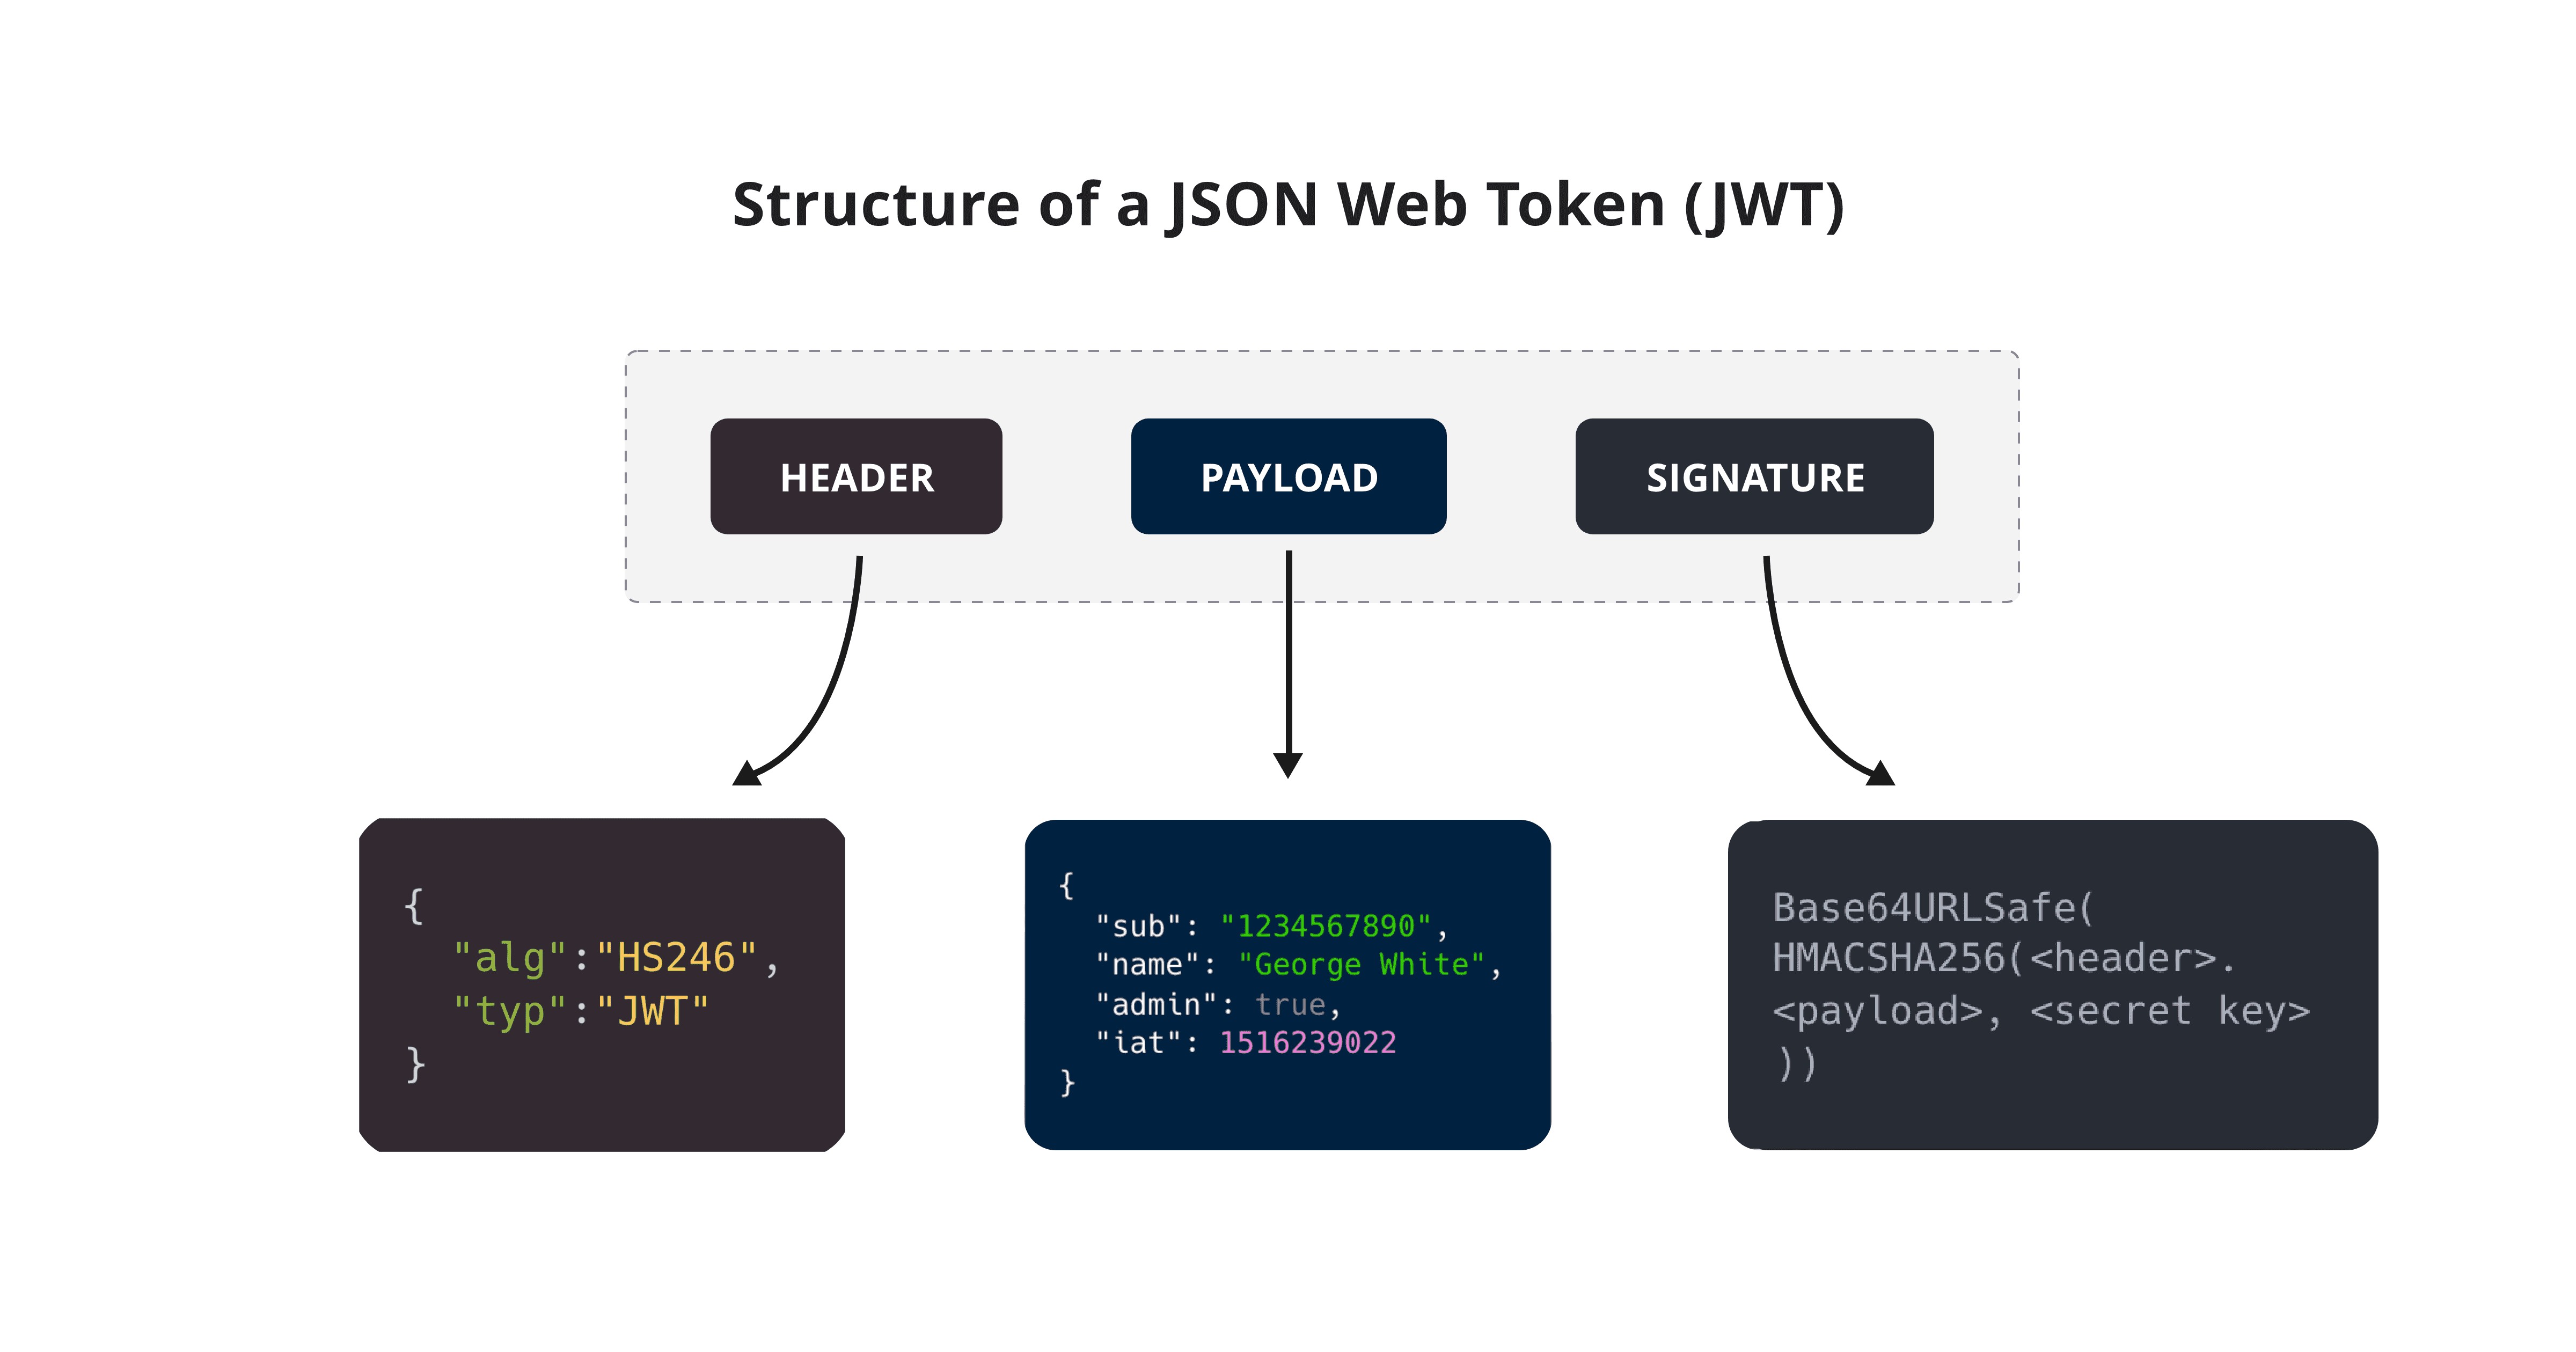 Structure of a JSON Web Token (JWT)
HEADER
PAYLOAD
SIGNATURE
{
"alg":"HS246",
"typ":"JWT"
}
{
"sub": "1234567890",
"name": "George White",
"admin": true,
"iat": 1516239022
}
Base64URLSafe(
HMACSHA256(<header>.
<payload>, <secret key>
))